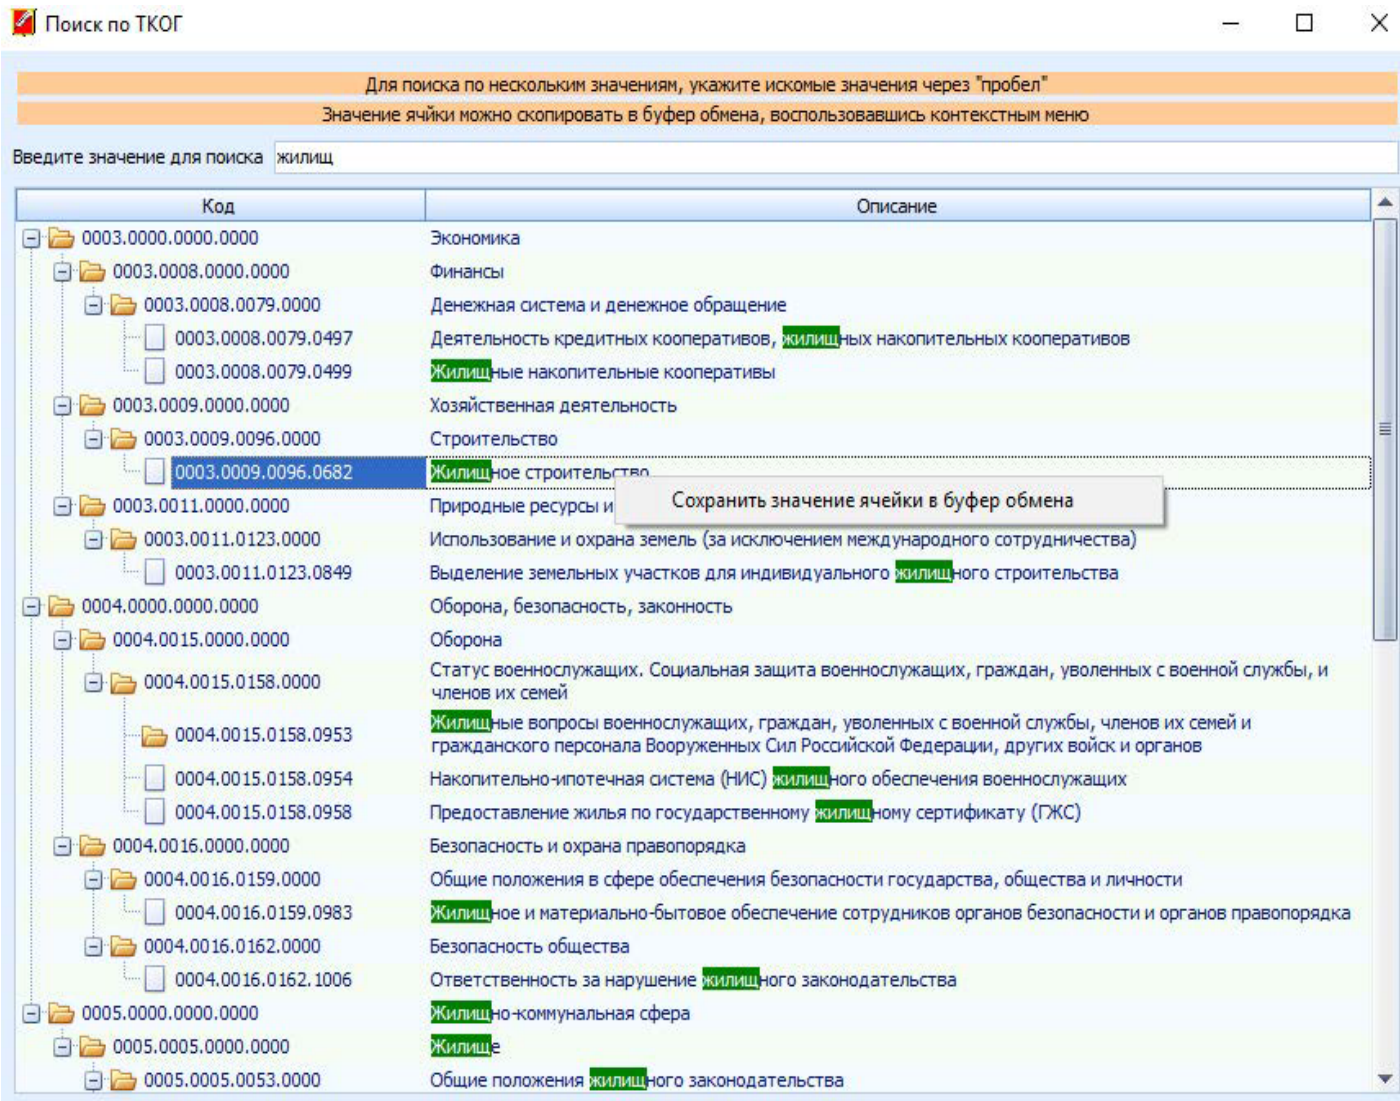 Поиск по ТКОГ
Для поиска по нескольким значениям, укажите искомые значения через "пробел"
Значение ячйки можно скопировать в буфер обмена, воспользовавшись контекстным меню
Введите значение для поиска жилищ
Код Описание
0003.0000.0000.0000 Экономика
0003.0008.0000.0000 Финансы
0003.0008.0079.0000 Денежная система и денежное обращение
0003.0008.0079.0497 Деятельность кредитных кооперативов, жилищных накопительных кооперативов
0003.0008.0079.0499 Жилищные накопительные кооперативы
0003.0009.0000.0000 Хозяйственная деятельность
0003.0009.0096.0000 Строительство
0003.0009.0096.0682 Жилищное строительство
Сохранить значение ячейки в буфер обмена
0003.0011.0000.0000 Природные ресурсы и
0003.0011.0123.0000 Использование и охрана земель (за исключением международного сотрудничества)
0003.0011.0123.0849 Выделение земельных участков для индивидуального жилищного строительства
0004.0000.0000.0000 Оборона, безопасность, законность
0004.0015.0000.0000 Оборона
0004.0015.0158.0000 Статус военнослужащих. Социальная защита военнослужащих, граждан, уволенных с военной службы, и
членов их семей
0004.0015.0158.0953 Жилищные вопросы военнослужащих, граждан, уволенных с военной службы, членов их семей и
гражданского персонала Вооруженных Сил Российской Федерации, других войск и органов
0004.0015.0158.0954 Накопительно-ипотечная система (НИС) жилищного обеспечения военнослужащих
0004.0015.0158.0958 Предоставление жилья по государственному жилищному сертификату (ГЖС)
0004.0016.0000.0000 Безопасность и охрана правопорядка
0004.0016.0159.0000 Общие положения в сфере обеспечения безопасности государства, общества и личности
0004.0016.0159.0983 Жилищное и материально-бытовое обеспечение сотрудников органов безопасности и органов правопорядка
0004.0016.0162.0000 Безопасность общества
0004.0016.0162.1006 Ответственность за нарушение жилищного законодательства
0005.0000.0000.0000 Жилищно-коммунальная сфера
0005.0005.0000.0000 Жилище
0005.0005.0053.0000 Общие положения жилищного законодательства